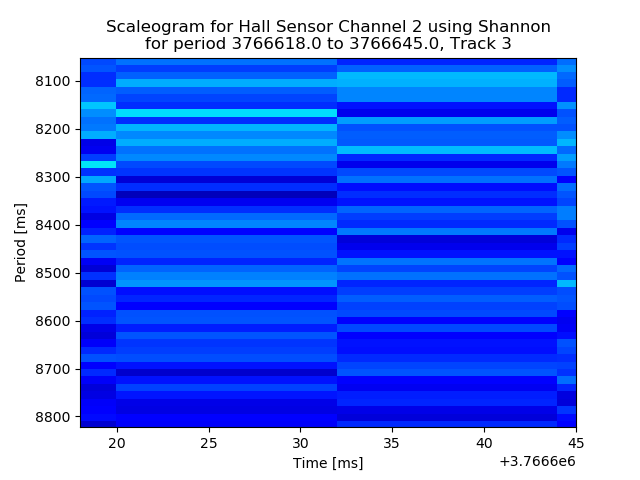 Scaleogram for Hall Sensor Channel 2 using Shannon
for period 3766618.0 to 3766645.0, Track 3
8100
8200
8300
8400
8500
8600
8700
8800
Period [ms]
20 25 30 35 40 45
Time [ms]
+3.7666e6